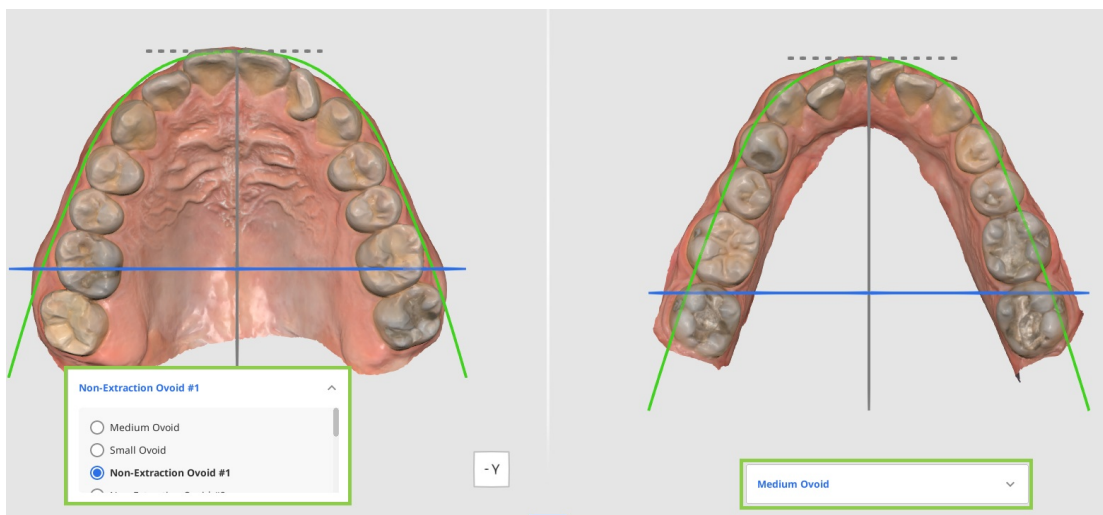 Non-Extraction Ovoid #1
Medium Ovoid
Small Ovoid
Non-Extraction Ovoid #1
-Y
Medium Ovoid